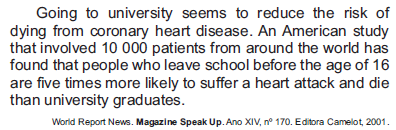 Going to university seems to reduce the risk of
dying from coronary heart disease. An American study
that involved 10 000 patients from around the world has
found that people who leave school before the age of 16
are five times more likely to suffer a heart attack and die
than university graduates.
World Report News. Magazine Speak Up. Ano XIV, nº 170. Editora Camelot, 2001.